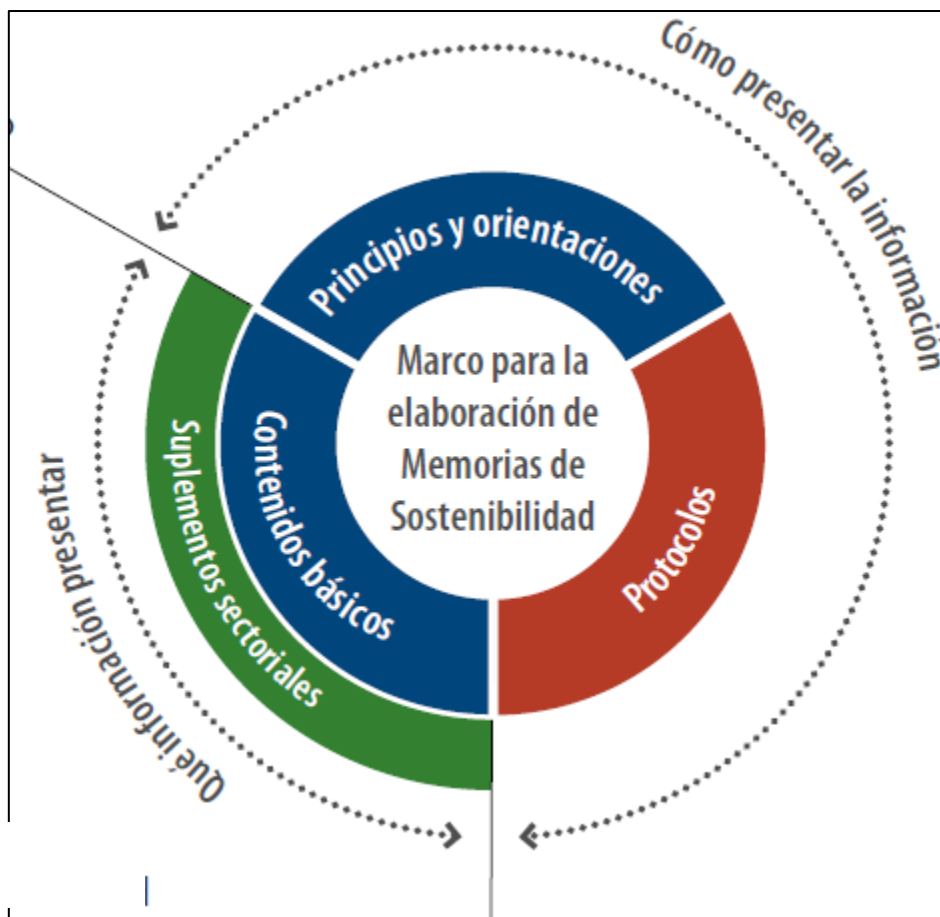 Cómo presentar la información
Principios y orientaciones
Marco para la
elaboración de
Memorias de
Sostenibilidad
Contenidos básicos
Suplementos sectoriales
Protocolos
Qué información presentar